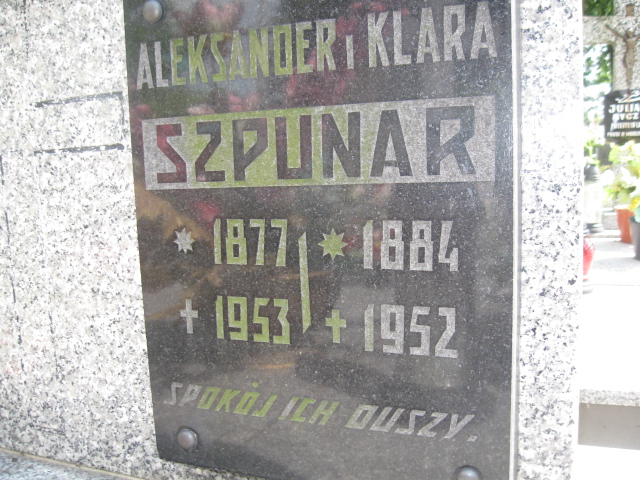 ALEKSANDER i KLARA
SZPUNAR
1877 1884
1953 1952
SPOKÓJ ICH DUSZY.